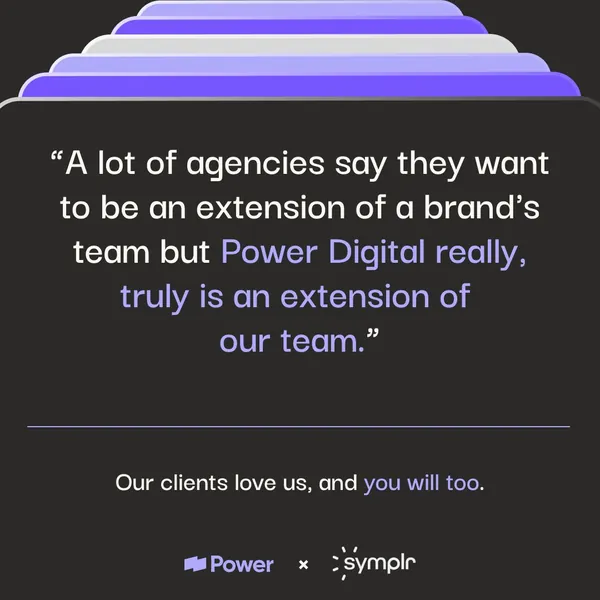 “A lot of agencies say they want
to be an extension of a brand’s
team but Power Digital really,
truly is an extension of
our team.”
Our clients love us, and you will too.
Power × symplr